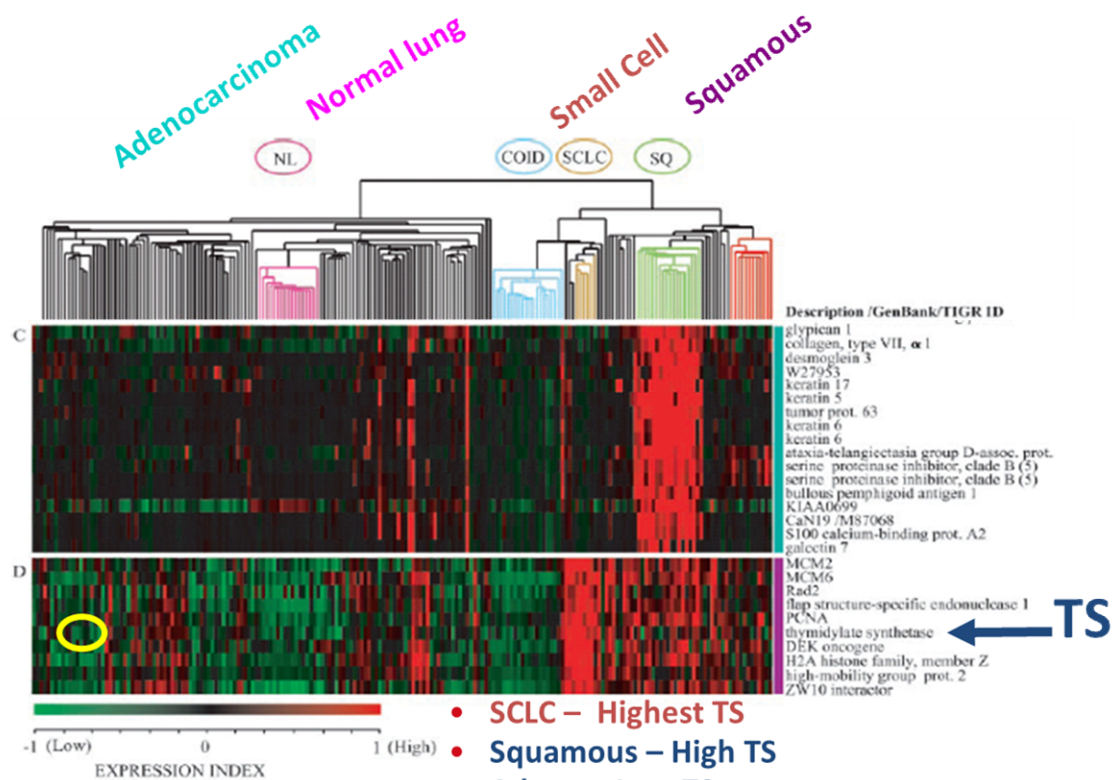 Adenocarcinoma
Normal lung
Small Cell
Squamous
NL
COID
SCLC
SQ
Description /GenBank/TIGR ID
C
glypican 1
collagen, type VII, α1
desmoglein 3
W27953
keratin 17
keratin 5
tumor prot. 63
keratin 6
keratin 6
ataxia-telangiectasia group D-assoc. prot.
serine proteinase inhibitor, clade B (5)
serine proteinase inhibitor, clade B (5)
bullous pemphigoid antigen 1
KIAA0699
CaN19 /M87068
S100 calcium-binding prot. A2
galectin 7
D
MCM2
MCM6
Rad2
flap structure-specific endonuclease 1
PCNA
thymidylate synthetase
DEK oncogene
H2A histone family, member Z
high-mobility group prot. 2
ZW10 interactor
TS
-1 (Low) 0 1 (High)
EXPRESSION INDEX
• SCLC – Highest TS
• Squamous – High TS